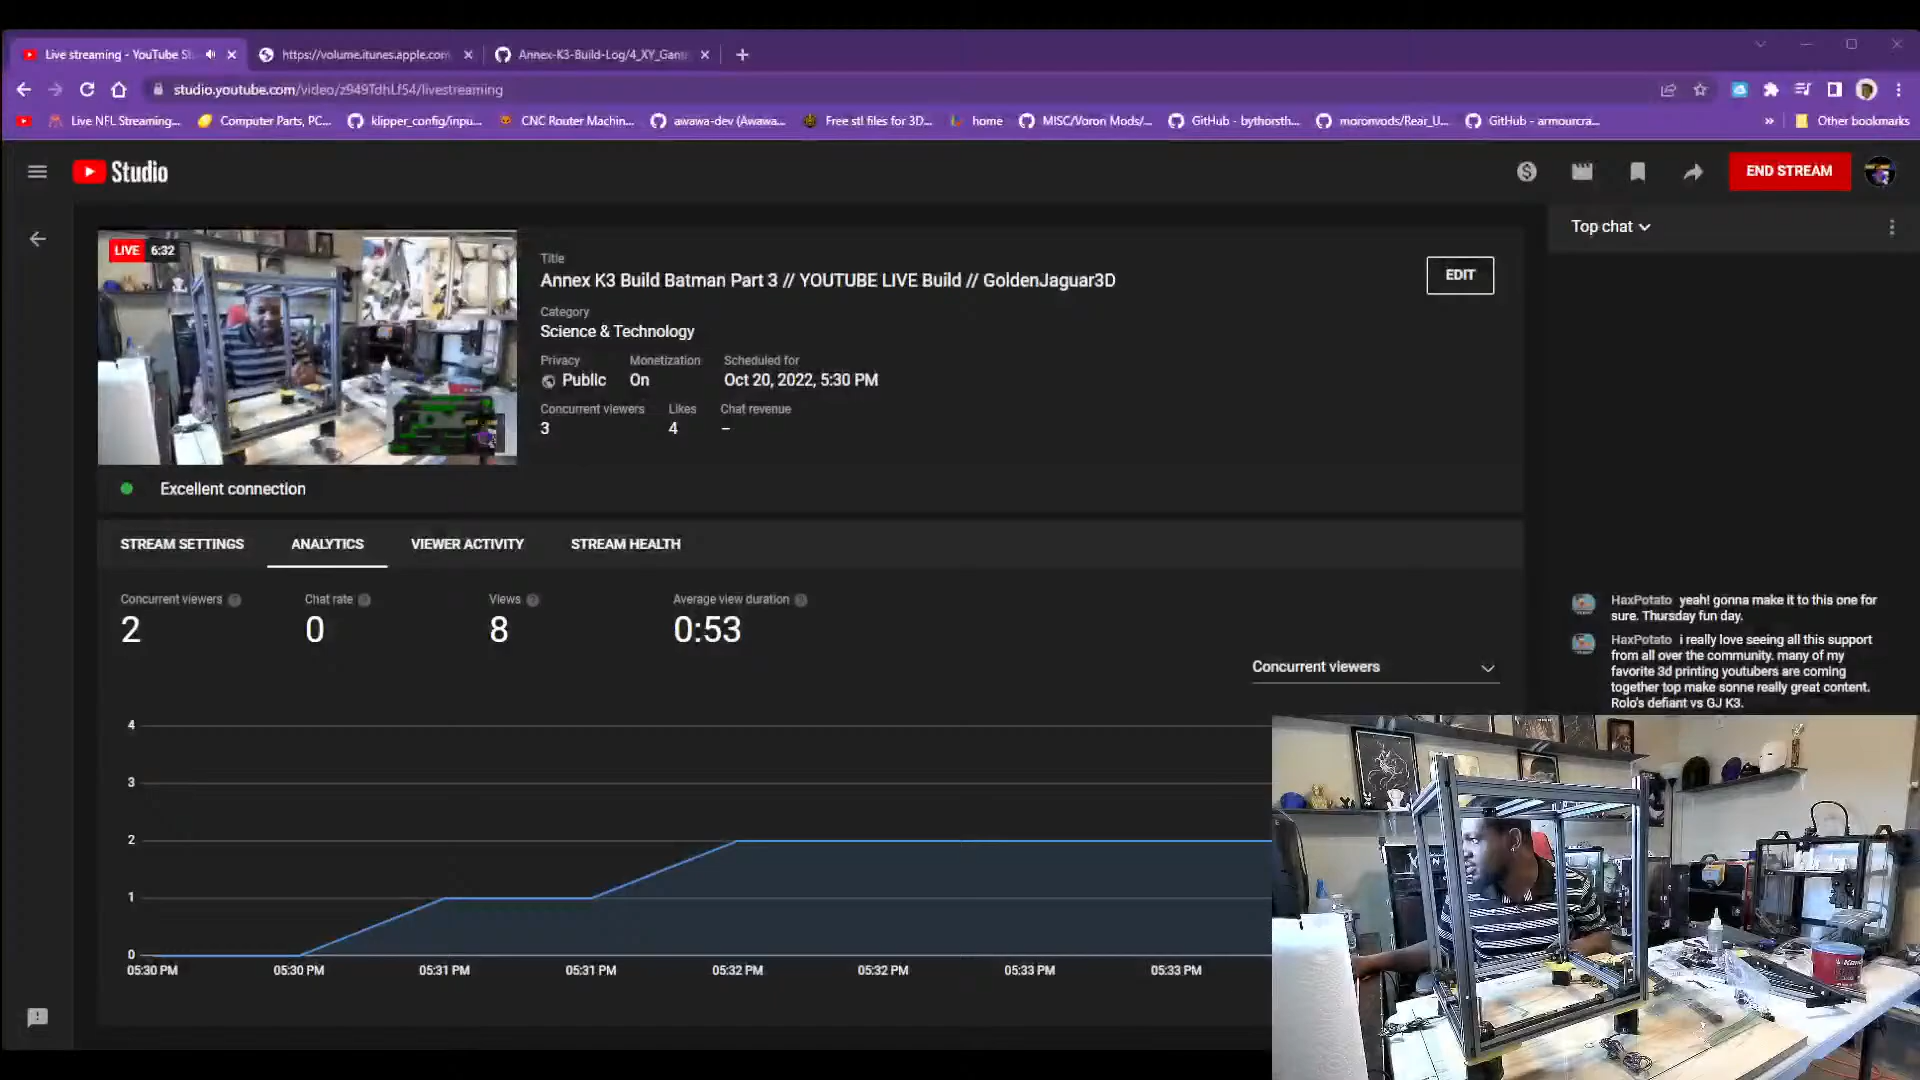 Live streaming - YouTube St
https://volume.itunes.apple.com
Annex-K3-Build-Log/4_XY_Gant
studio.youtube.com/video/z949TdhLf54/livestreaming
Live NFL Streaming...
Computer Parts, PC...
klipper_config/inpu...
CNC Router Machin...
awawa-dev (Awawa...
Free stl files for 3D...
home
MISC/Voron Mods/...
GitHub - bythorsth...
moronvods/Rear_U...
GitHub - armourcra...
»
Other bookmarks
Studio
END STREAM
LIVE 6:32
Title
Annex K3 Build Batman Part 3 // YOUTUBE LIVE Build // GoldenJaguar3D
EDIT
Category
Science & Technology
Privacy
Public
Monetization
On
Scheduled for
Oct 20, 2022, 5:30 PM
Concurrent viewers
3
Likes
4
Chat revenue
–
Excellent connection
STREAM SETTINGS
ANALYTICS
VIEWER ACTIVITY
STREAM HEALTH
Concurrent viewers
2
Chat rate
0
Views
8
Average view duration
0:53
Concurrent viewers
4
3
2
1
0
05:30 PM
05:30 PM
05:31 PM
05:31 PM
05:32 PM
05:32 PM
05:33 PM
05:33 PM
Top chat
HaxPotato yeah! gonna make it to this one for
sure. Thursday fun day.
HaxPotato i really love seeing all this support
from all over the community. many of my
favorite 3d printing youtubers are coming
together top make sonne really great content.
Rolo's defiant vs GJ K3.